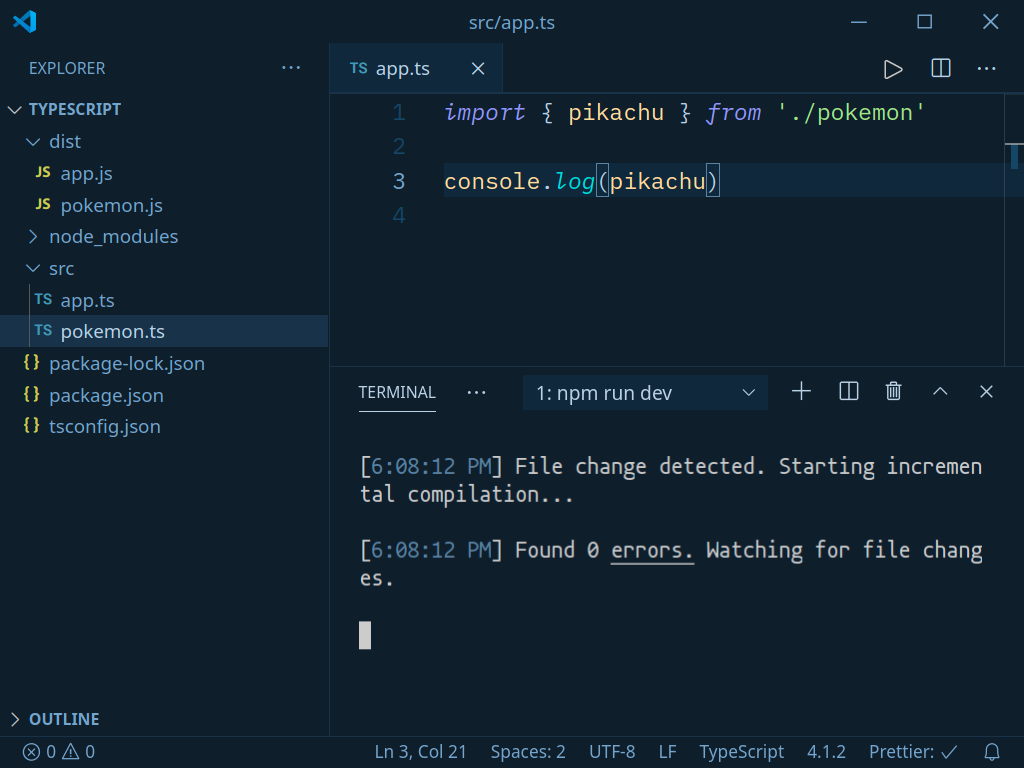 src/app.ts
EXPLORER
TYPESCRIPT
dist
JS app.js
JS pokemon.js
node_modules
src
TS app.ts
TS pokemon.ts
{} package-lock.json
{} package.json
{} tsconfig.json
OUTLINE
TS app.ts
1 import { pikachu } from './pokemon'
2
3 console.log(pikachu)
4
TERMINAL 1: npm run dev
[6:08:12 PM] File change detected. Starting incremen
tal compilation...
[6:08:12 PM] Found 0 errors. Watching for file chang
es.
0 0 Ln 3, Col 21 Spaces: 2 UTF-8 LF TypeScript 4.1.2 Prettier: ✓